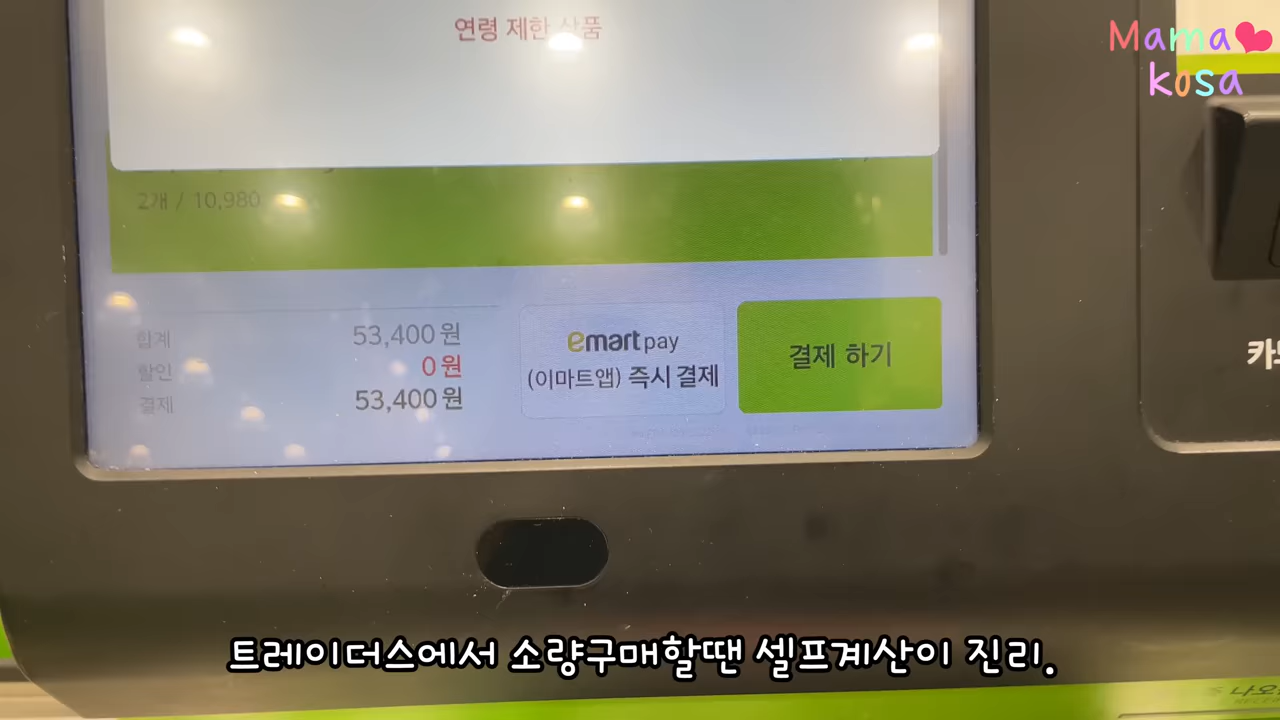 연령 제한 상품
Mama
kosa
2개 / 10,980
합계 53,400원
할인 0원
결제 53,400원
emart pay
(이마트앱) 즉시 결제
결제 하기
트레이더스에서 소량구매할땐 셀프계산이 진리.